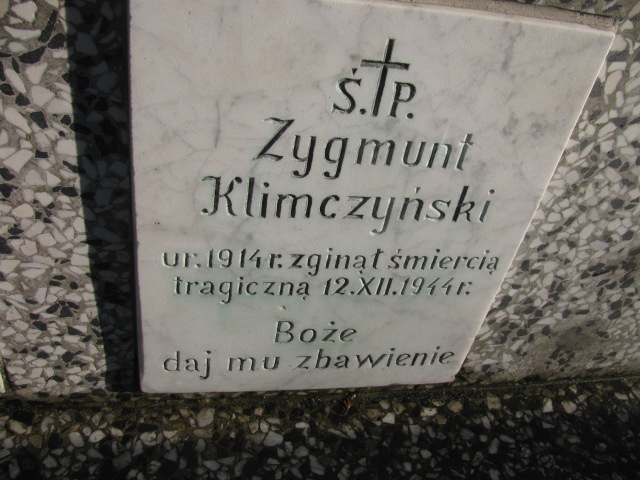 Ś.†P.
Zygmunt
Klimczyński
ur. 1914 r. zginął śmiercią
tragiczną 12.XII.1944 r.
Boże
daj mu zbawienie